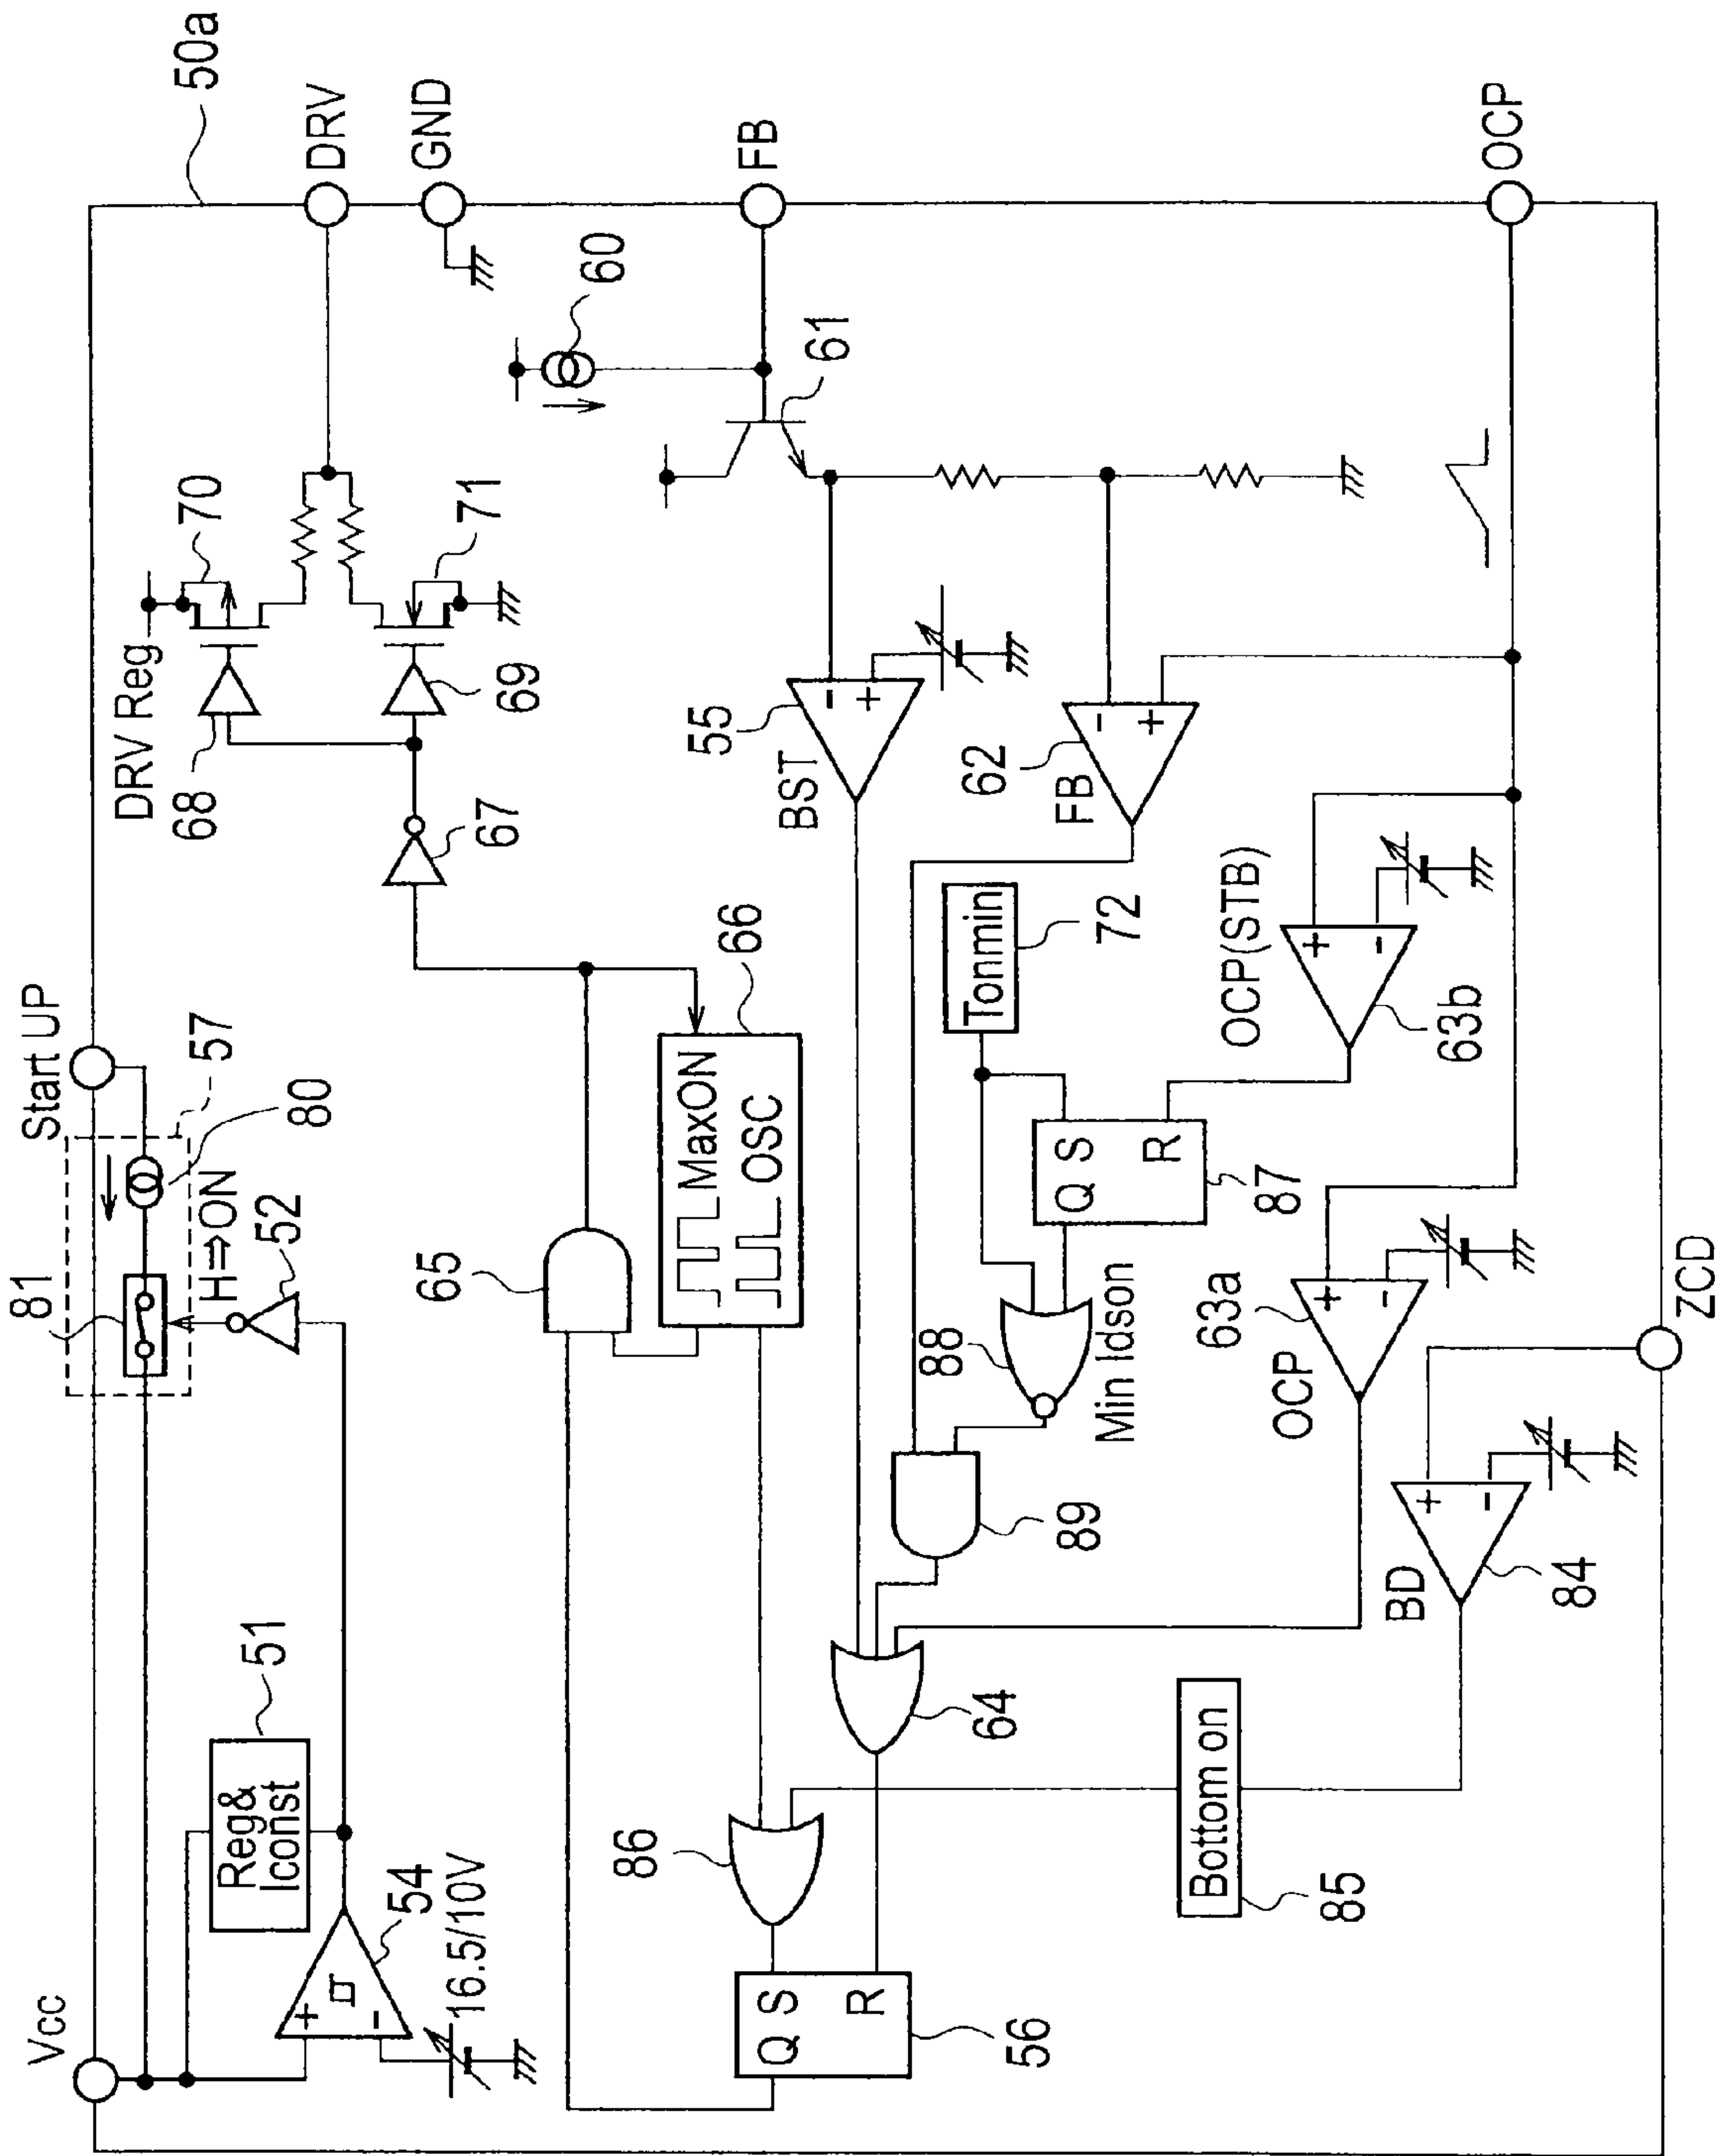 Vcc
Start UP
50a
81
57
80
H⇒ON
52
51
Reg&
Iconst
54
16.5/10V
+
-
DRV Reg
70
68
71
69
67
DRV
GND
60
FB
61
65
66
MaxON
OSC
55
BST
-
+
62
FB
-
+
Tonmin
72
OCP(STB)
+
-
63b
Q S
R
87
88
Min Idson
89
63a
OCP
+
-
64
86
Q S
R
56
Bottom on
85
BD
+
-
84
ZCD
OCP